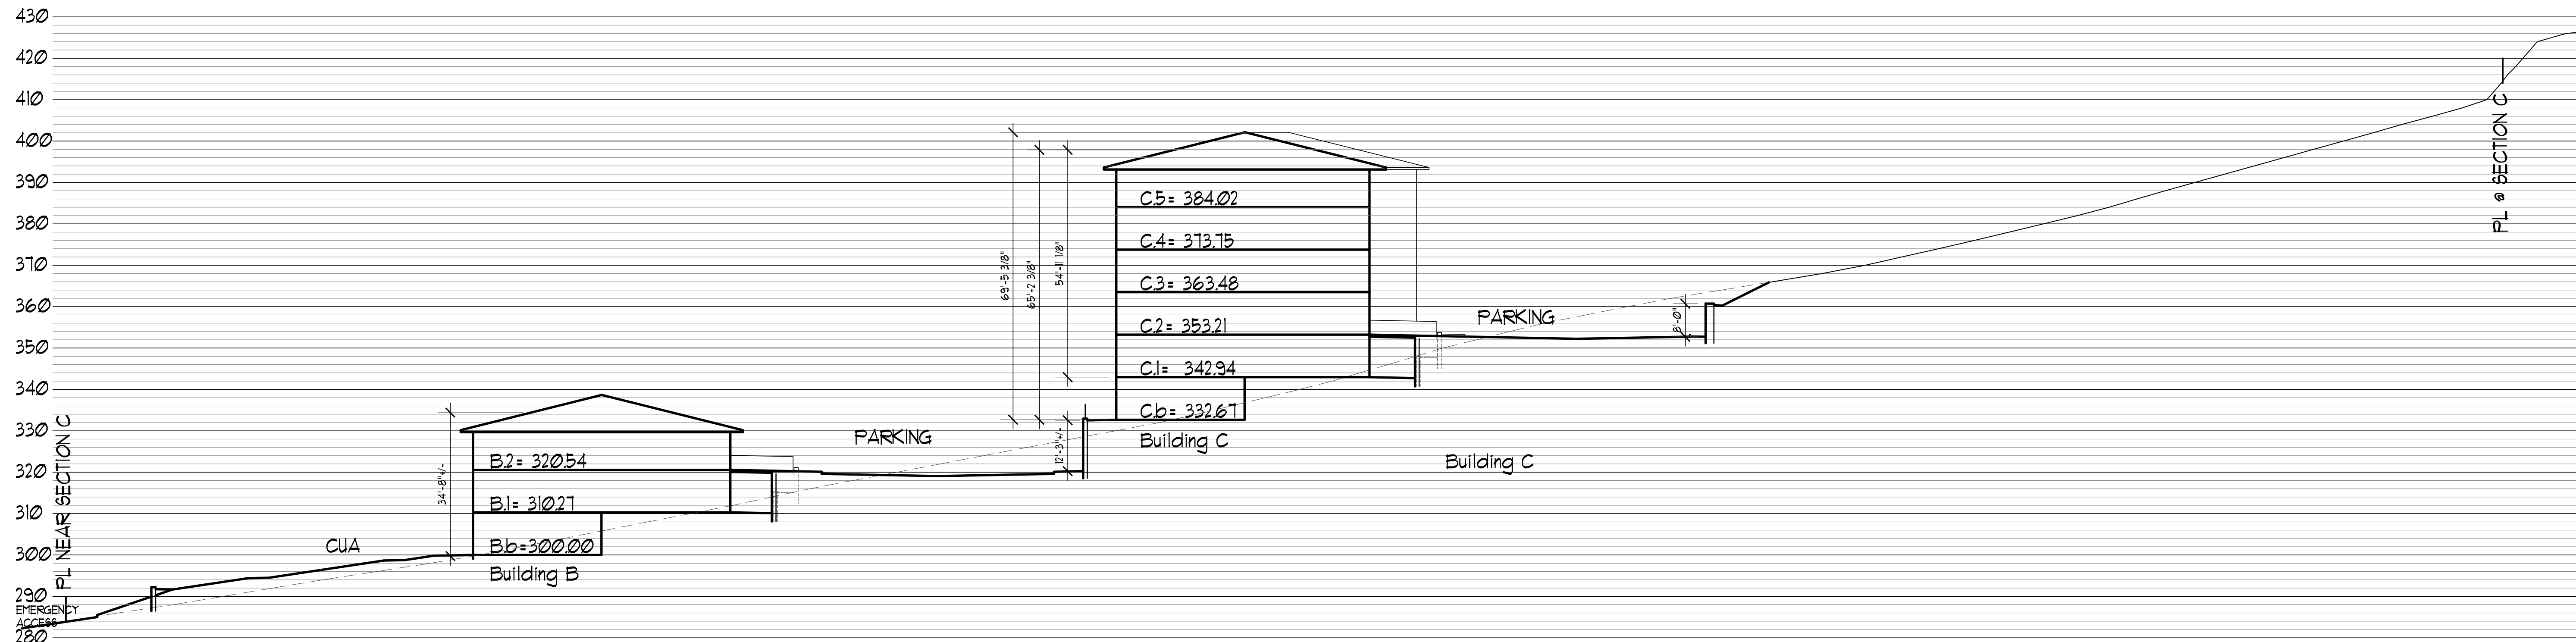 430
420
410
400
390
380
370
360
350
340
330
320
310
300
290
280
PL NEAR SECTION C
EMERGENCY
ACCESS
CUA
34'-8"+/-
B.2= 320.54
B.1= 310.27
B.b=300.00
Building B
PARKING
69'-5 3/8"
65'-2 3/8"
54'-11 1/8"
12'-3"+/-
C.5= 384.02
C.4= 373.75
C.3= 363.48
C.2= 353.21
C.1= 342.94
C.b= 332.67
Building C
Building C
PARKING
8'-0"
PL @ SECTION C